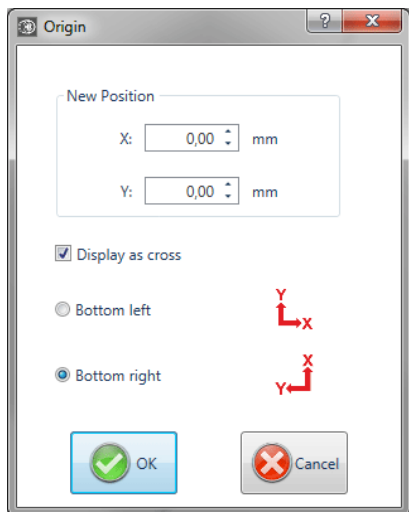 Origin
?
New Position
X: 0,00 mm
Y: 0,00 mm
Display as cross
Bottom left
Y
X
Bottom right
X
Y
OK
Cancel